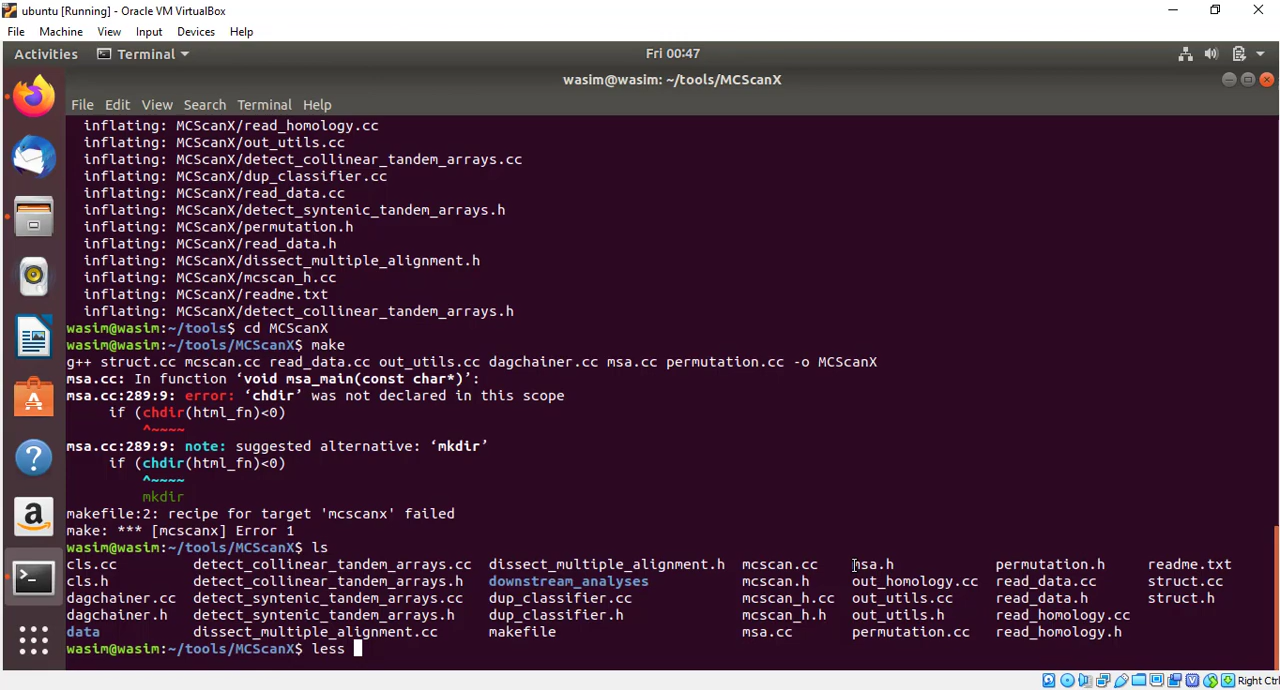 ubuntu [Running] - Oracle VM VirtualBox
File Machine View Input Devices Help
Activities Terminal Fri 00:47
wasim@wasim: ~/tools/MCScanX
File Edit View Search Terminal Help
inflating: MCScanX/read_homology.cc
inflating: MCScanX/out_utils.cc
inflating: MCScanX/detect_collinear_tandem_arrays.cc
inflating: MCScanX/dup_classifier.cc
inflating: MCScanX/read_data.cc
inflating: MCScanX/detect_syntenic_tandem_arrays.h
inflating: MCScanX/permutation.h
inflating: MCScanX/read_data.h
inflating: MCScanX/dissect_multiple_alignment.h
inflating: MCScanX/mcscan_h.cc
inflating: MCScanX/readme.txt
inflating: MCScanX/detect_collinear_tandem_arrays.h
wasim@wasim:~/tools$ cd MCScanX
wasim@wasim:~/tools/MCScanX$ make
g++ struct.cc mcscan.cc read_data.cc out_utils.cc dagchainer.cc msa.cc permutation.cc -o MCScanX
msa.cc: In function ‘void msa_main(const char*)’:
msa.cc:289:9: error: ‘chdir’ was not declared in this scope
if (chdir(html_fn)<0)
^~~~~
msa.cc:289:9: note: suggested alternative: ‘mkdir’
if (chdir(html_fn)<0)
^~~~~
mkdir
makefile:2: recipe for target 'mcscanx' failed
make: *** [mcscanx] Error 1
wasim@wasim:~/tools/MCScanX$ ls
cls.cc detect_collinear_tandem_arrays.cc dissect_multiple_alignment.h mcscan.cc msa.h permutation.h readme.txt
cls.h detect_collinear_tandem_arrays.h downstream_analyses mcscan.h out_homology.cc read_data.cc struct.cc
dagchainer.cc detect_syntenic_tandem_arrays.cc dup_classifier.cc mcscan_h.cc out_utils.cc read_data.h struct.h
dagchainer.h detect_syntenic_tandem_arrays.h dup_classifier.h mcscan_h.h out_utils.h read_homology.cc
data dissect_multiple_alignment.cc makefile msa.cc permutation.cc read_homology.h
wasim@wasim:~/tools/MCScanX$ less
Right Ctrl